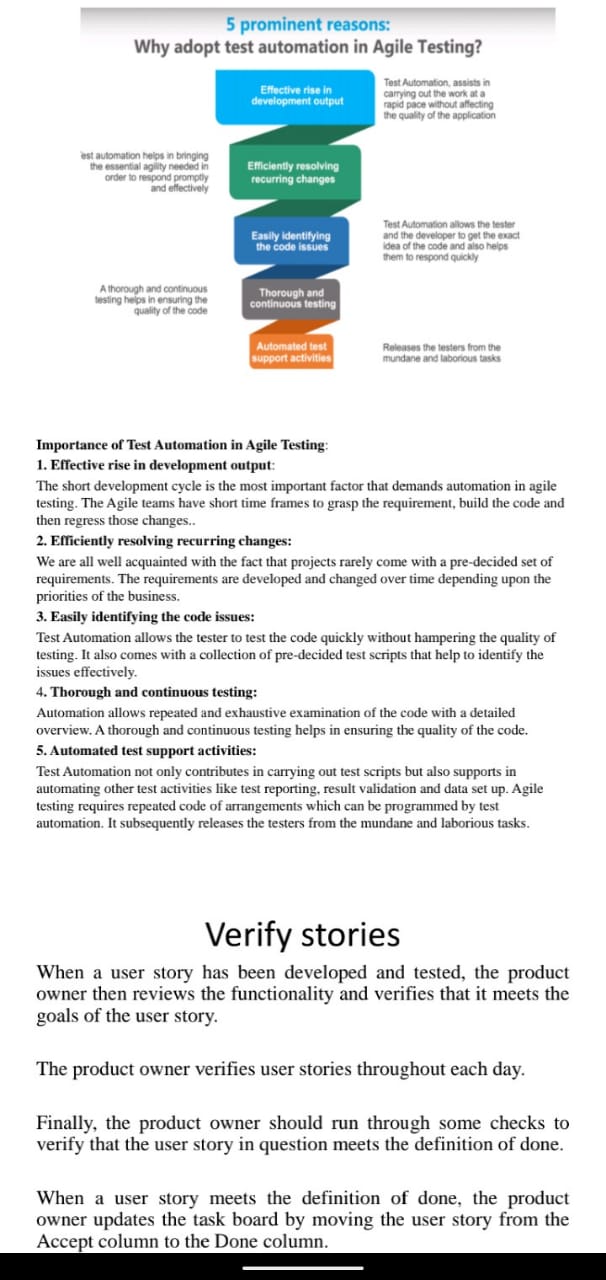 5 prominent reasons:
Why adopt test automation in Agile Testing?
Effective rise in
development output
Test Automation, assists in
carrying out the work at a
rapid pace without affecting
the quality of the application
est automation helps in bringing
the essential agility needed in
order to respond promptly
and effectively
Efficiently resolving
recurring changes
Easily identifying
the code issues
Test Automation allows the tester
and the developer to get the exact
idea of the code and also helps
them to respond quickly
A thorough and continuous
testing helps in ensuring the
quality of the code
Thorough and
continuous testing
Automated test
support activities
Releases the testers from the
mundane and laborious tasks
Importance of Test Automation in Agile Testing:
1. Effective rise in development output:
The short development cycle is the most important factor that demands automation in agile
testing. The Agile teams have short time frames to grasp the requirement, build the code and
then regress those changes..
2. Efficiently resolving recurring changes:
We are all well acquainted with the fact that projects rarely come with a pre-decided set of
requirements. The requirements are developed and changed over time depending upon the
priorities of the business.
3. Easily identifying the code issues:
Test Automation allows the tester to test the code quickly without hampering the quality of
testing. It also comes with a collection of pre-decided test scripts that help to identify the
issues effectively.
4. Thorough and continuous testing:
Automation allows repeated and exhaustive examination of the code with a detailed
overview. A thorough and continuous testing helps in ensuring the quality of the code.
5. Automated test support activities:
Test Automation not only contributes in carrying out test scripts but also supports in
automating other test activities like test reporting, result validation and data set up. Agile
testing requires repeated code of arrangements which can be programmed by test
automation. It subsequently releases the testers from the mundane and laborious tasks.
Verify stories
When a user story has been developed and tested, the product
owner then reviews the functionality and verifies that it meets the
goals of the user story.
The product owner verifies user stories throughout each day.
Finally, the product owner should run through some checks to
verify that the user story in question meets the definition of done.
When a user story meets the definition of done, the product
owner updates the task board by moving the user story from the
Accept column to the Done column.